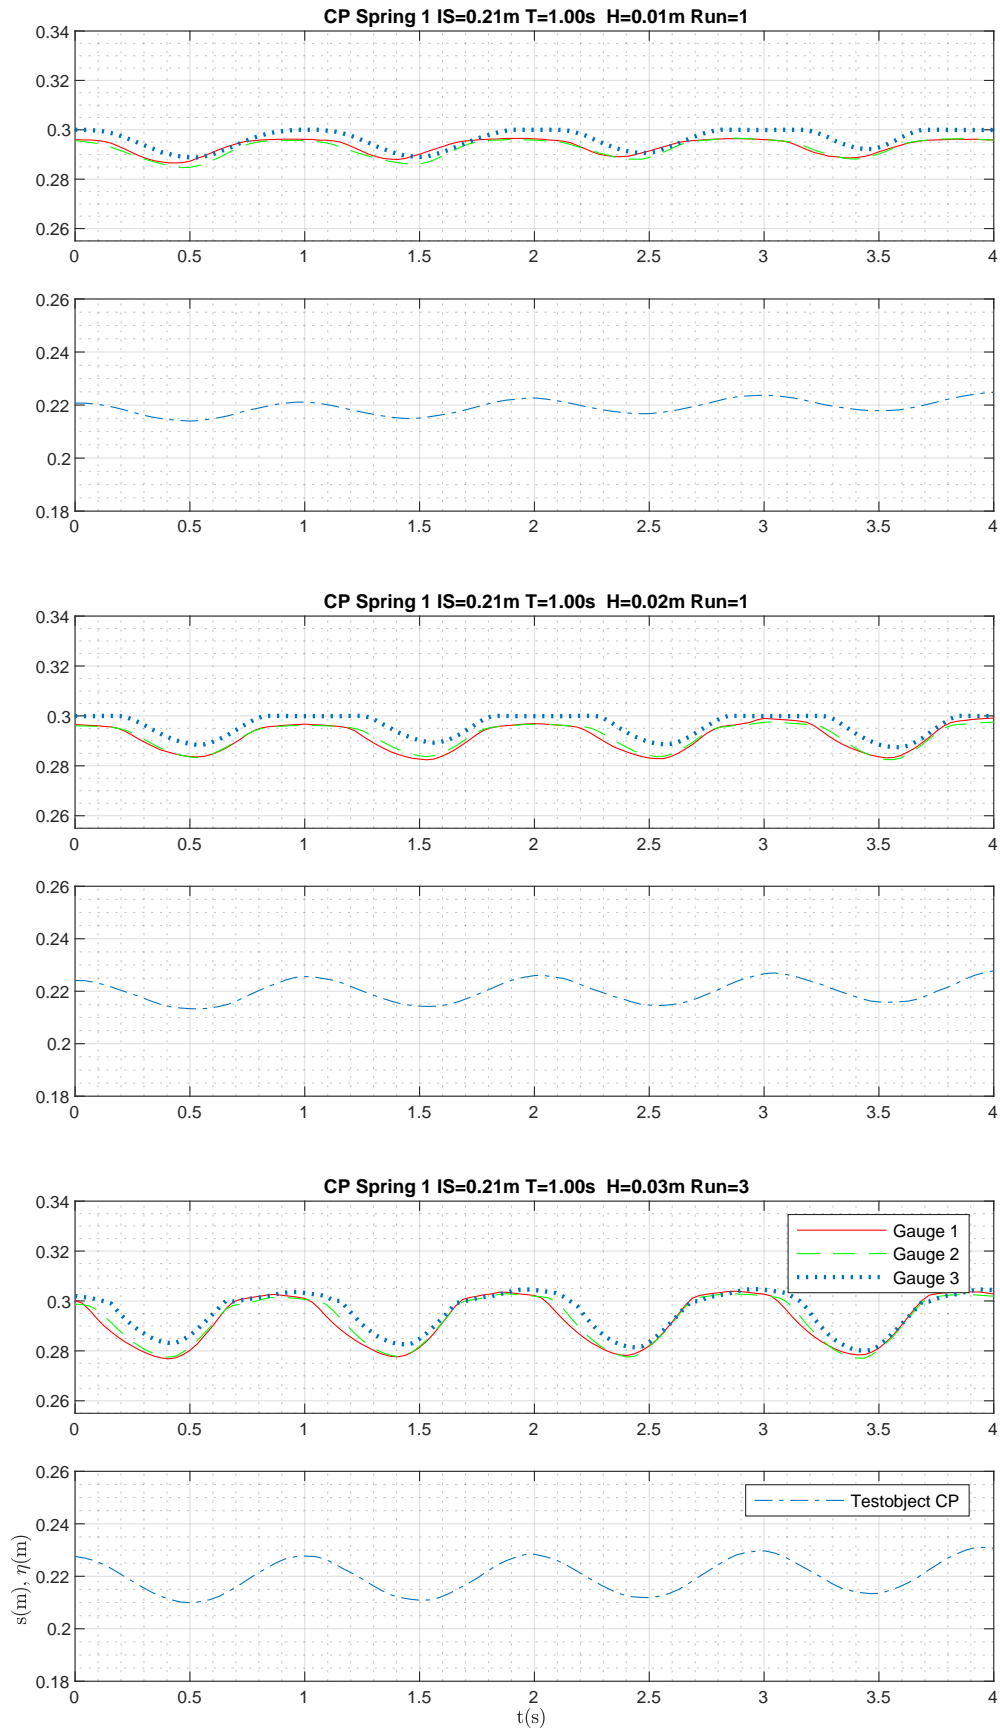 CP Spring 1 IS=0.21m T=1.00s  H=0.01m Run=1
0.34
0.32
0.3
0.28
0.26
0 0.5 1 1.5 2 2.5 3 3.5 4
0.26
0.24
0.22
0.2
0.18
0 0.5 1 1.5 2 2.5 3 3.5 4
CP Spring 1 IS=0.21m T=1.00s  H=0.02m Run=1
0.34
0.32
0.3
0.28
0.26
0 0.5 1 1.5 2 2.5 3 3.5 4
0.26
0.24
0.22
0.2
0.18
0 0.5 1 1.5 2 2.5 3 3.5 4
CP Spring 1 IS=0.21m T=1.00s  H=0.03m Run=3
0.34
0.32
0.3
0.28
0.26
Gauge 1
Gauge 2
Gauge 3
0 0.5 1 1.5 2 2.5 3 3.5 4
0.26
0.24
0.22
0.2
0.18
Testobject CP
s(m), η(m)
0 0.5 1 1.5 2 2.5 3 3.5 4
t(s)